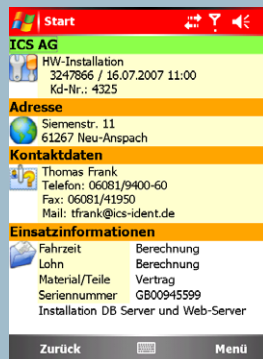 Start
ICS AG
HW-Installation
3247866 / 16.07.2007 11:00
Kd-Nr.: 4325
Adresse
Siemenstr. 11
61267 Neu-Anspach
Kontaktdaten
Thomas Frank
Telefon: 06081/9400-60
Fax: 06081/41950
Mail: tfrank@ics-ident.de
Einsatzinformationen
Fahrzeit Berechnung
Lohn Berechnung
Material/Teile Vertrag
Seriennummer GB00945599
Installation DB Server und Web-Server
Zurück Menü